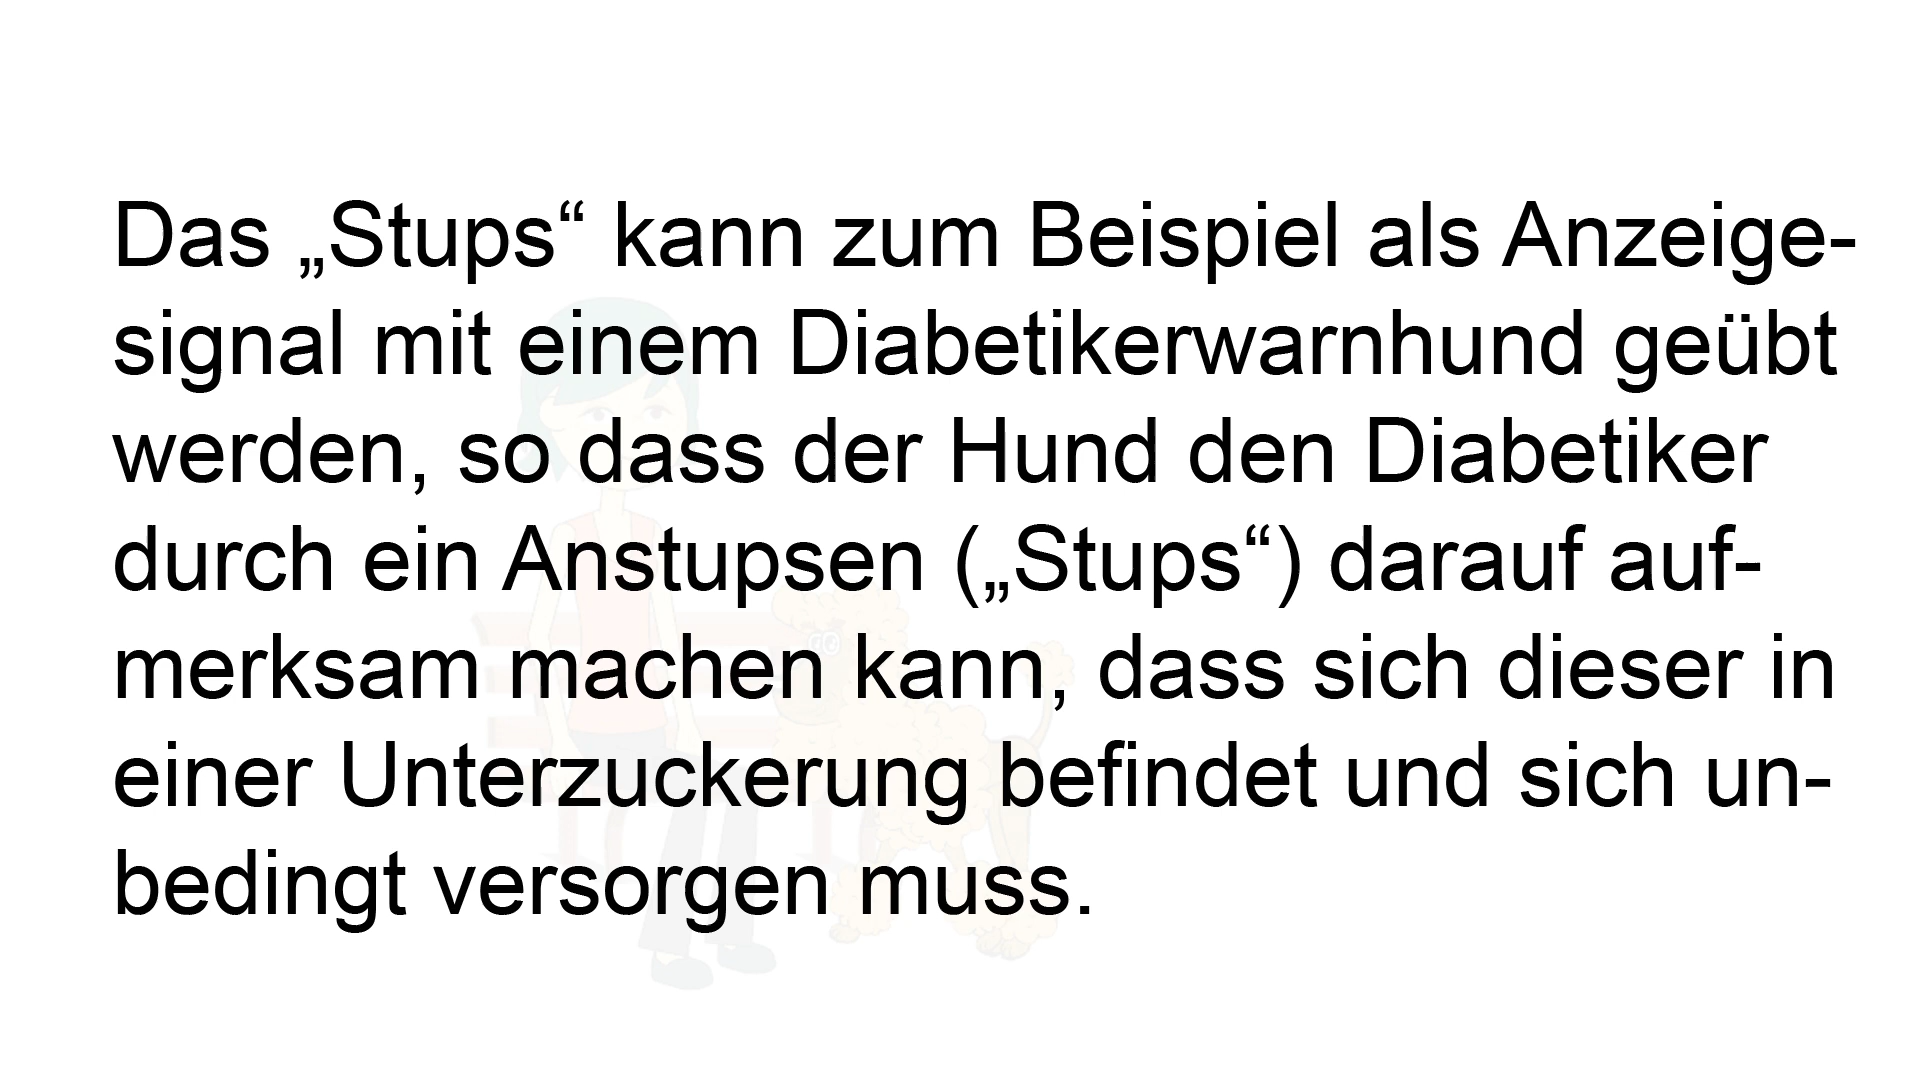 Das „Stups“ kann zum Beispiel als Anzeige-
signal mit einem Diabetikerwarnhund geübt
werden, so dass der Hund den Diabetiker
durch ein Anstupsen („Stups“) darauf auf-
merksam machen kann, dass sich dieser in
einer Unterzuckerung befindet und sich un-
bedingt versorgen muss.